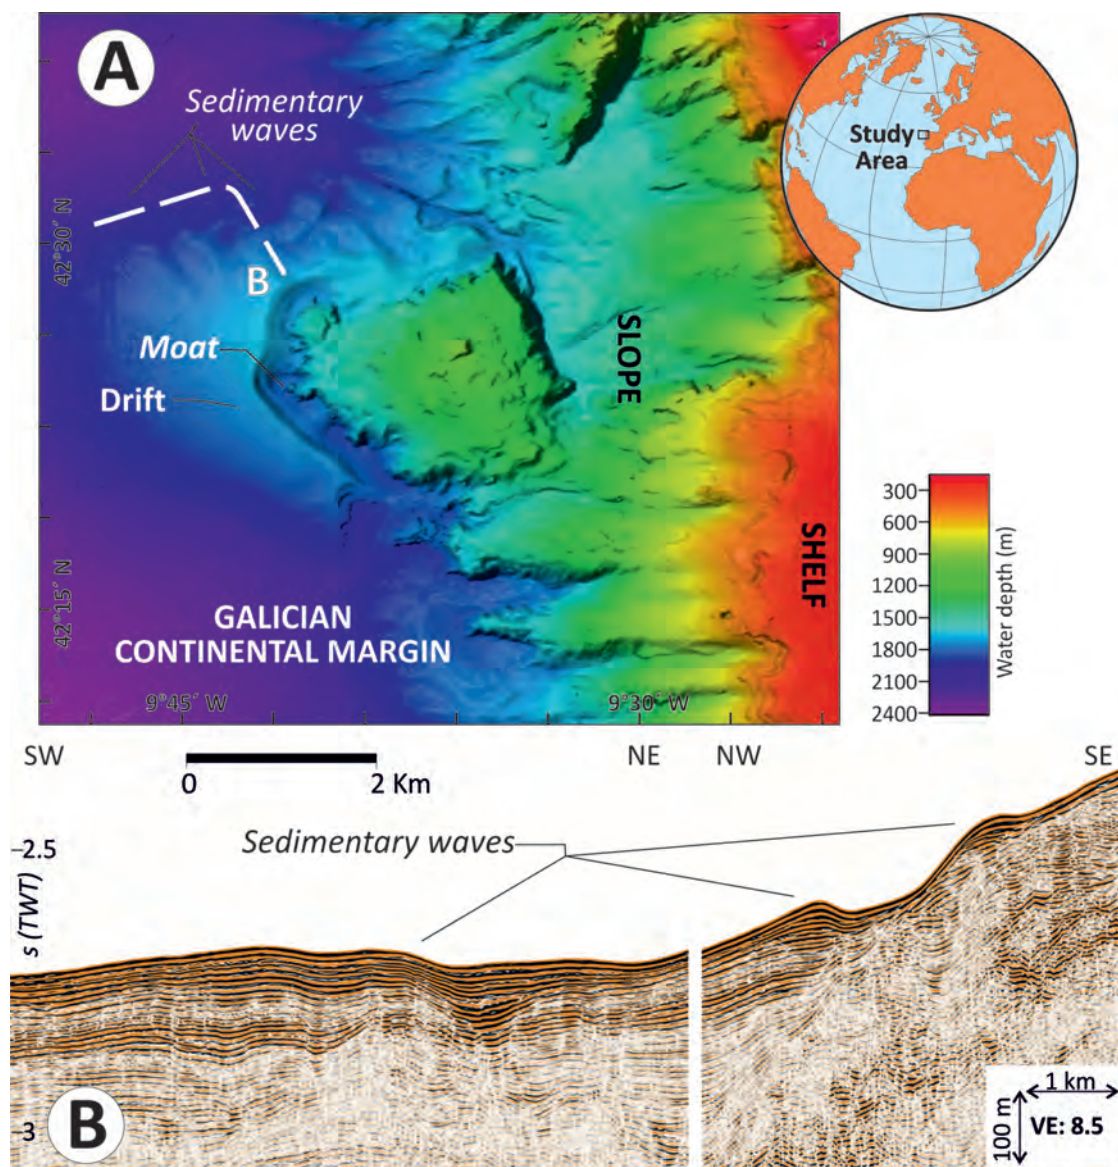 A
Sedimentary
waves
Study
Area
42°30´ N
B
Moat
Drift
SLOPE
SHELF
42°15´ N
GALICIAN
CONTINENTAL MARGIN
9°45´ W
9°30´ W
300
600
900
1200
1500
1800
2100
2400
Water depth (m)
SW
NE
NW
SE
0
2 Km
Sedimentary waves
2.5
s (TWT)
3
B
1 km
100 m
VE: 8.5